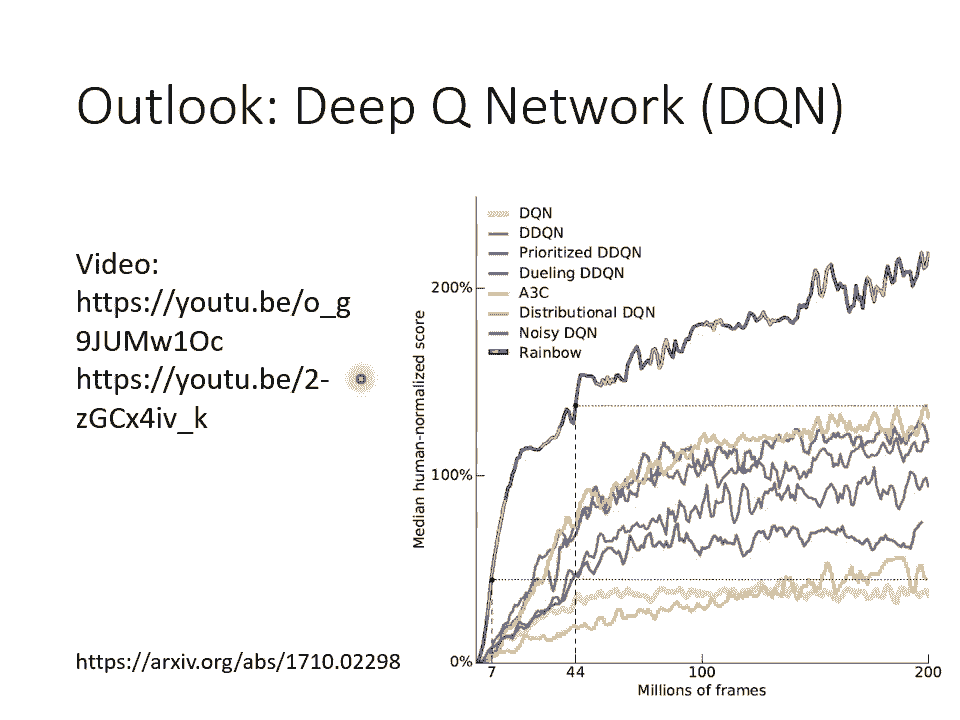 Outlook: Deep Q Network (DQN)
Video:
https://youtu.be/o_g
9JUMw1Oc
https://youtu.be/2-
zGCx4iv_k
https://arxiv.org/abs/1710.02298
DQN
DDQN
Prioritized DDQN
Dueling DDQN
A3C
Distributional DQN
Noisy DQN
Rainbow
Median human-normalized score
200%
100%
0%
7 44 100 200
Millions of frames